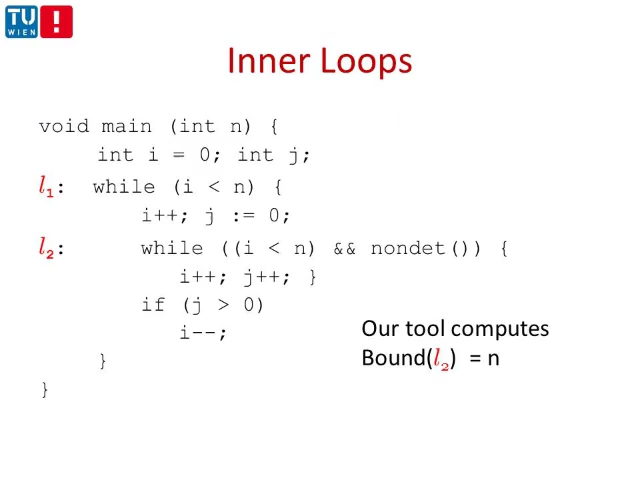 TU
WIEN
Inner Loops
void main (int n) {
int i = 0; int j;
l1: while (i < n) {
i++; j := 0;
l2: while ((i < n) && nondet()) {
i++; j++; }
if (j > 0)
i--;
}
}
Our tool computes
Bound(l2) = n